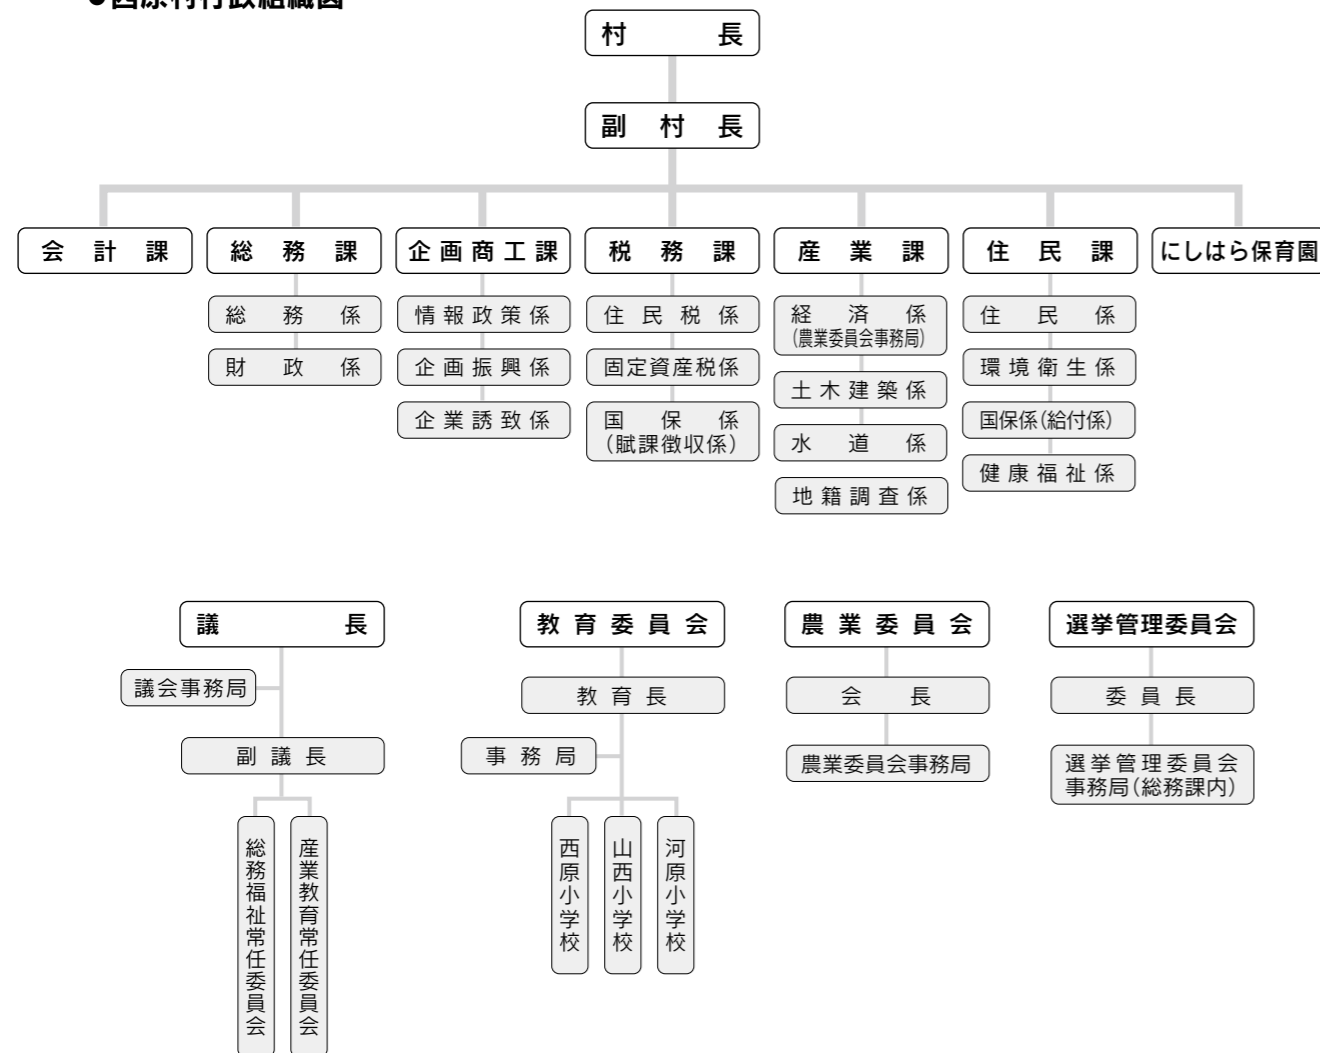 ●西原村行政組織図
村長
副村長
会計課
総務課
企画商工課
税務課
産業課
住民課
にしはら保育園
総務係
財政係
情報政策係
企画振興係
企業誘致係
住民税係
固定資産税係
国保係
（賦課徴収係）
経済係
（農業委員会事務局）
土木建築係
水道係
地籍調査係
住民係
環境衛生係
国保係（給付係）
健康福祉係
議長
議会事務局
副議長
総務福祉常任委員会
産業教育常任委員会
教育委員会
教育長
事務局
西原小学校
山西小学校
河原小学校
農業委員会
会長
農業委員会事務局
選挙管理委員会
委員長
選挙管理委員会
事務局（総務課内）